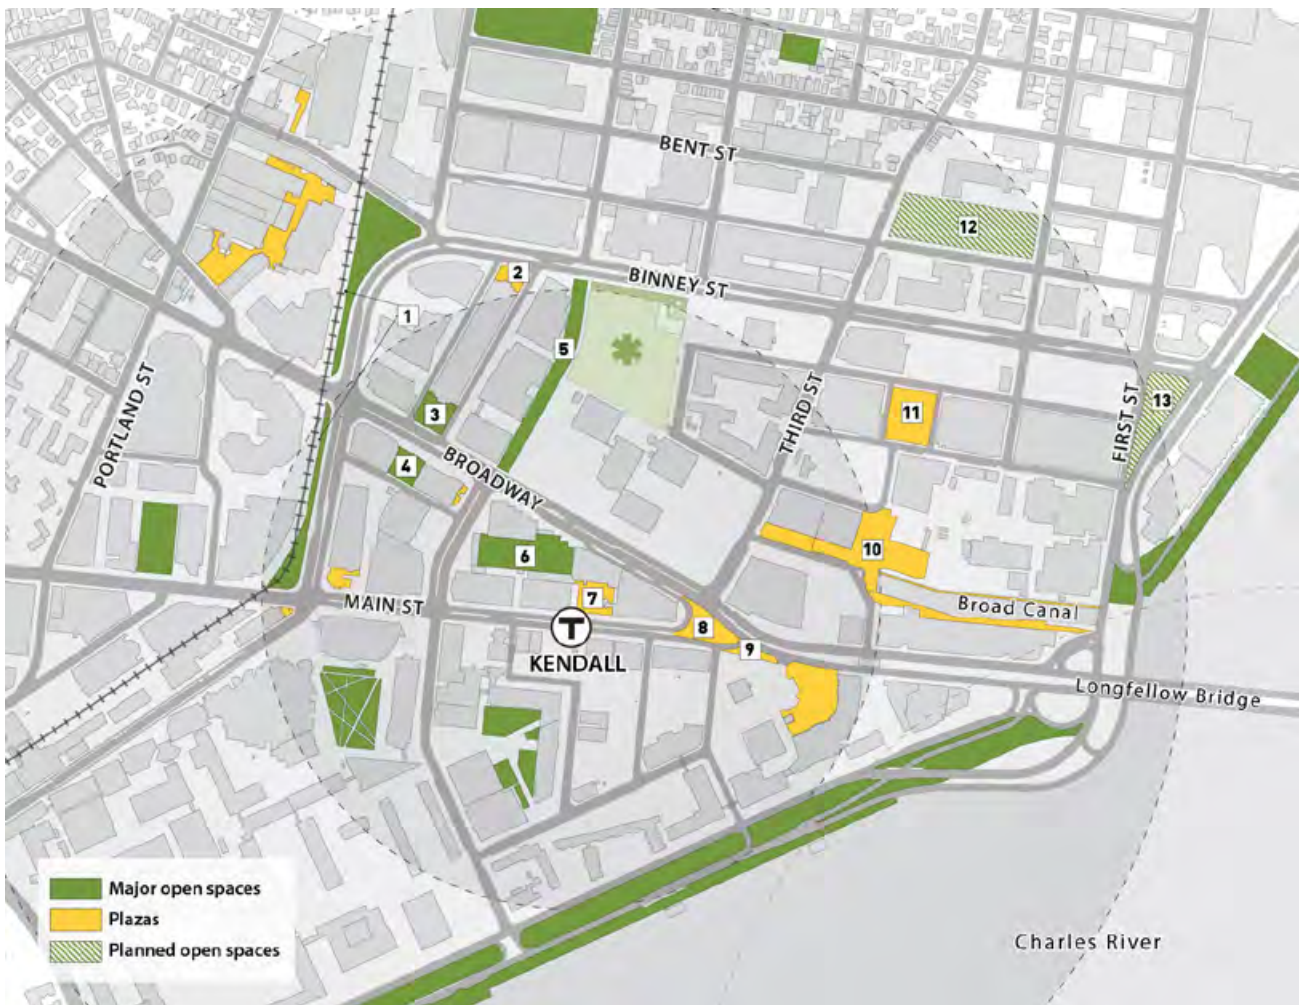 BENT ST
12
2
BINNEY ST
1
5
13
PORTLAND ST
3
THIRD ST
11
FIRST ST
4
BROADWAY
6
10
7
MAIN ST
Broad Canal
8
T
9
KENDALL
Longfellow Bridge
Major open spaces
Plazas
Planned open spaces
Charles River